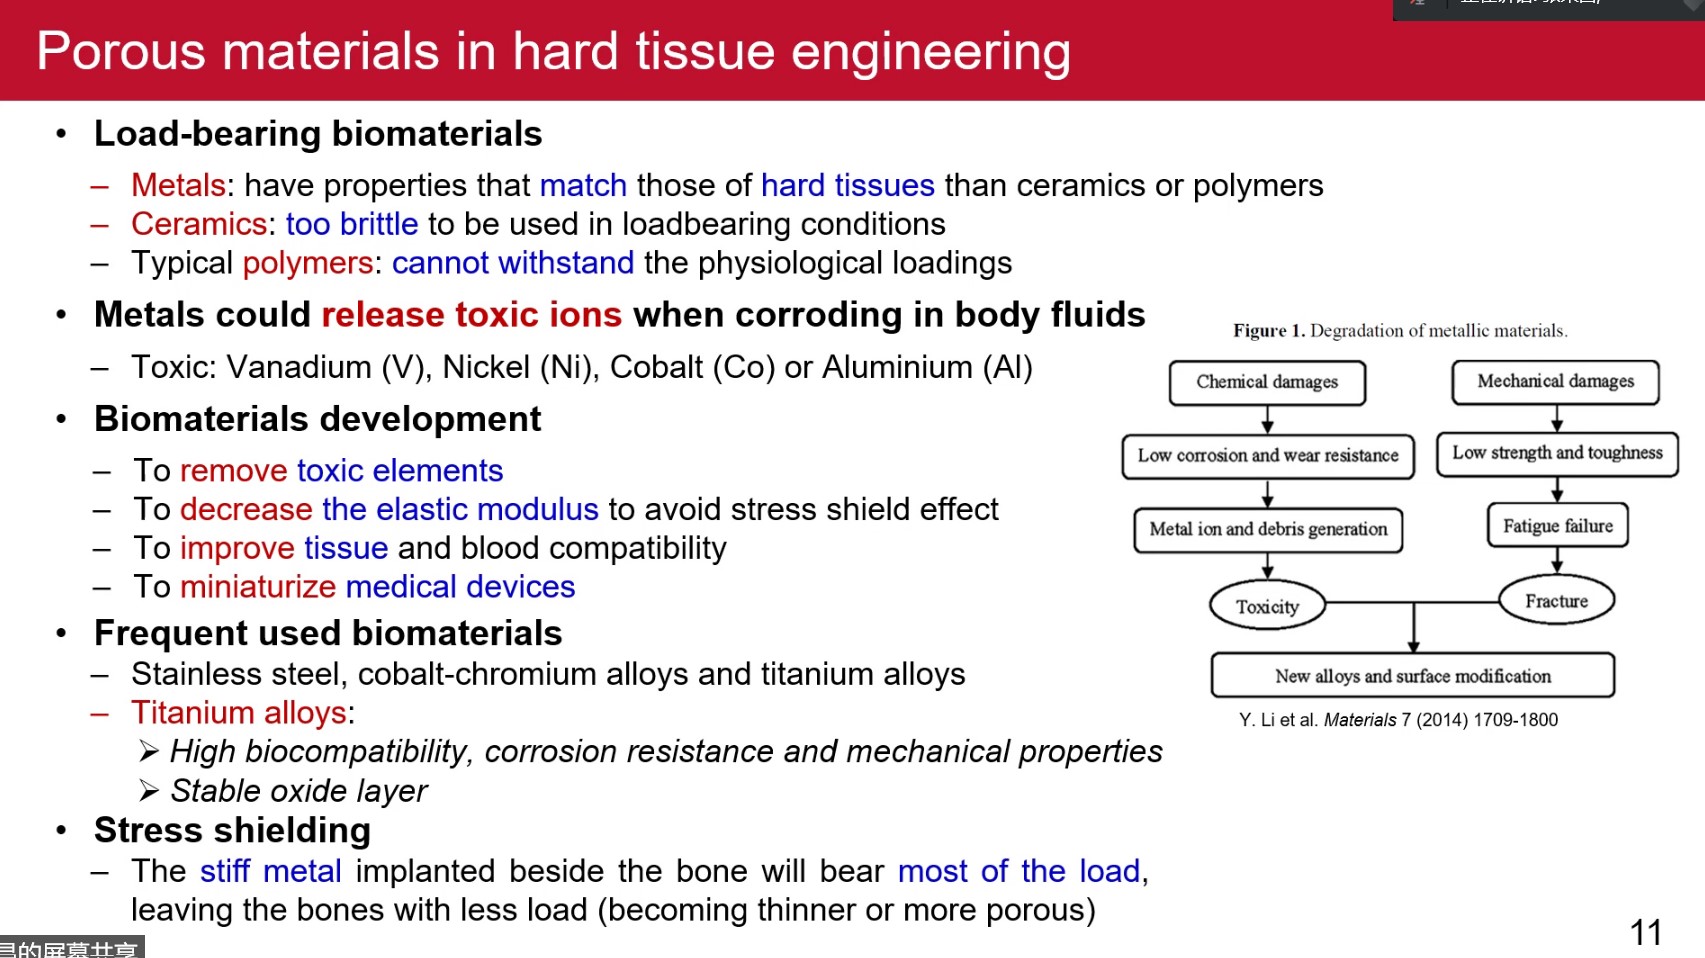 Porous materials in hard tissue engineering
• Load-bearing biomaterials
– Metals: have properties that match those of hard tissues than ceramics or polymers
– Ceramics: too brittle to be used in loadbearing conditions
– Typical polymers: cannot withstand the physiological loadings
• Metals could release toxic ions when corroding in body fluids
– Toxic: Vanadium (V), Nickel (Ni), Cobalt (Co) or Aluminium (Al)
• Biomaterials development
– To remove toxic elements
– To decrease the elastic modulus to avoid stress shield effect
– To improve tissue and blood compatibility
– To miniaturize medical devices
• Frequent used biomaterials
– Stainless steel, cobalt-chromium alloys and titanium alloys
– Titanium alloys:
➢ High biocompatibility, corrosion resistance and mechanical properties
➢ Stable oxide layer
• Stress shielding
– The stiff metal implanted beside the bone will bear most of the load,
leaving the bones with less load (becoming thinner or more porous)
Figure 1. Degradation of metallic materials.
Chemical damages
Low corrosion and wear resistance
Metal ion and debris generation
Toxicity
Mechanical damages
Low strength and toughness
Fatigue failure
Fracture
New alloys and surface modification
Y. Li et al. Materials 7 (2014) 1709-1800
11
的屏幕共享